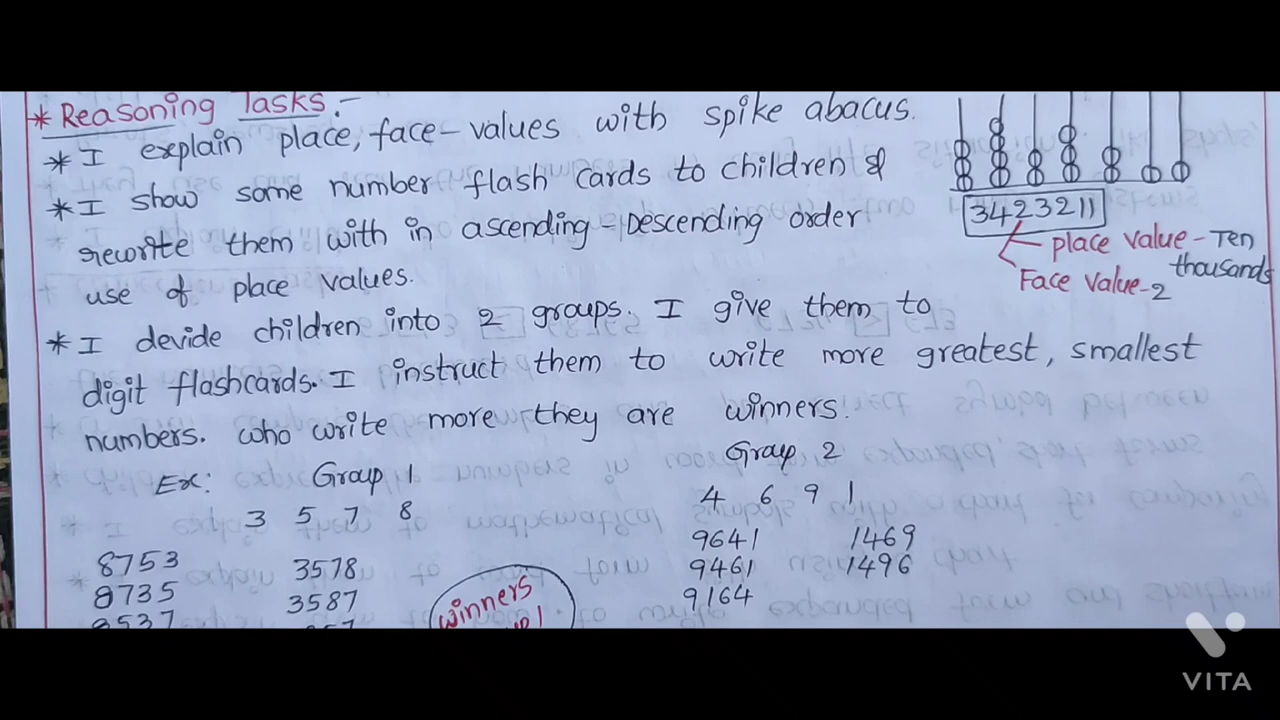 * Reasoning Tasks :-
* I explain place, face - values with spike abacus.
* I show some number flash cards to children &
rewrite them with in ascending - Descending order
use of place values.
3423211
place value - Ten
thousands
Face value - 2
* I devide children into 2 groups. I give them to
digit flashcards. I instruct them to write more greatest, smallest
numbers. who write more they are winners.
Ex: Group 1 Group 2
3 5 7 8 4 6 9 1
8753 3578 9641 1469
8735 3587 9461 1496
9164
winners
VITA